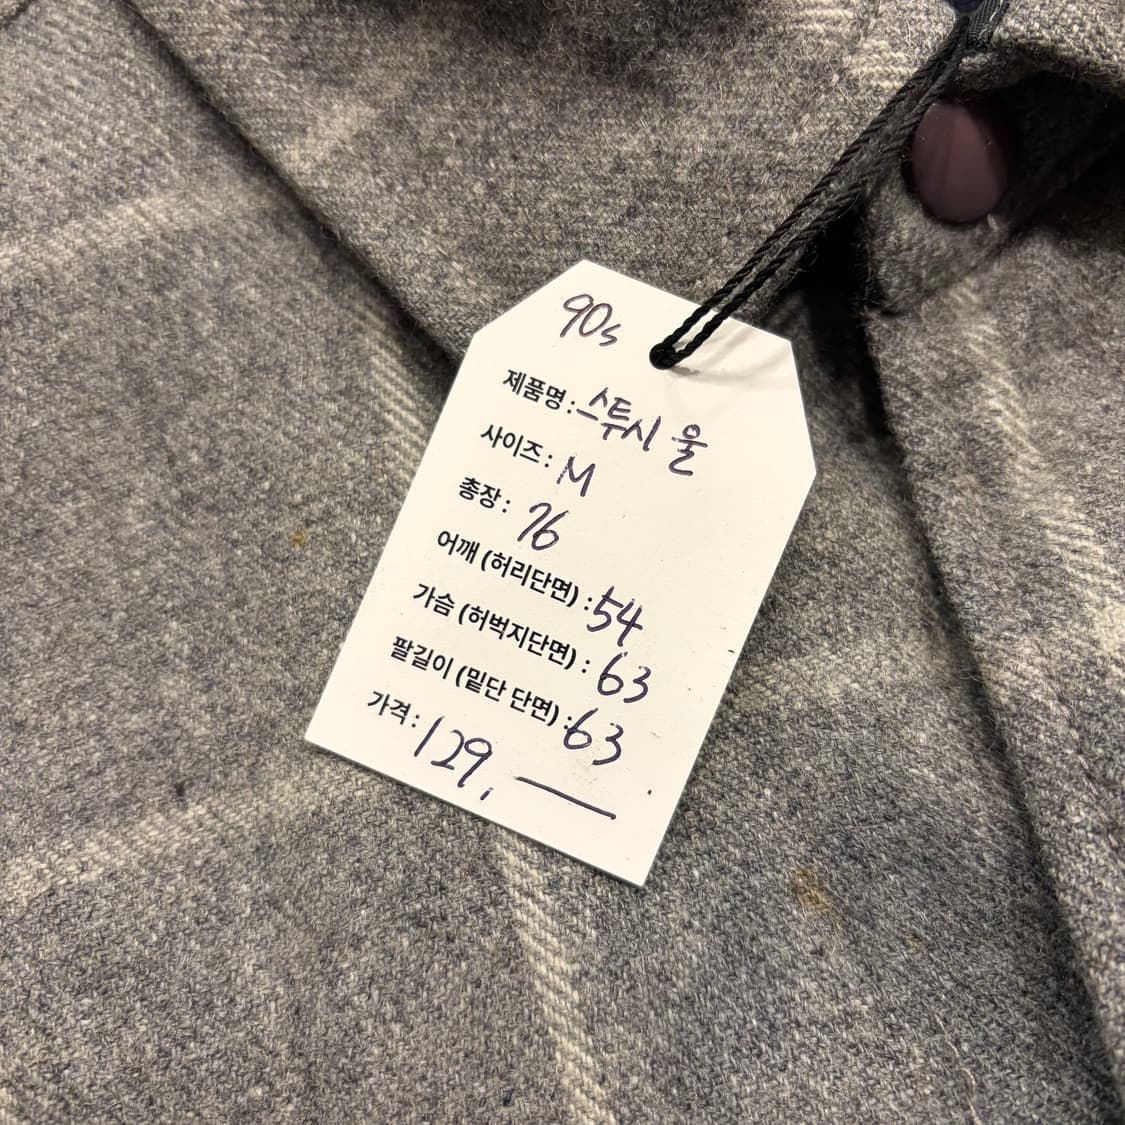 90s
제품명 : 스투시 울
사이즈 : M
총장 : 76
어깨 (허리단면) : 54
가슴 (허벅지단면) : 63
팔길이 (밑단 단면) : 63
가격 : 129,—